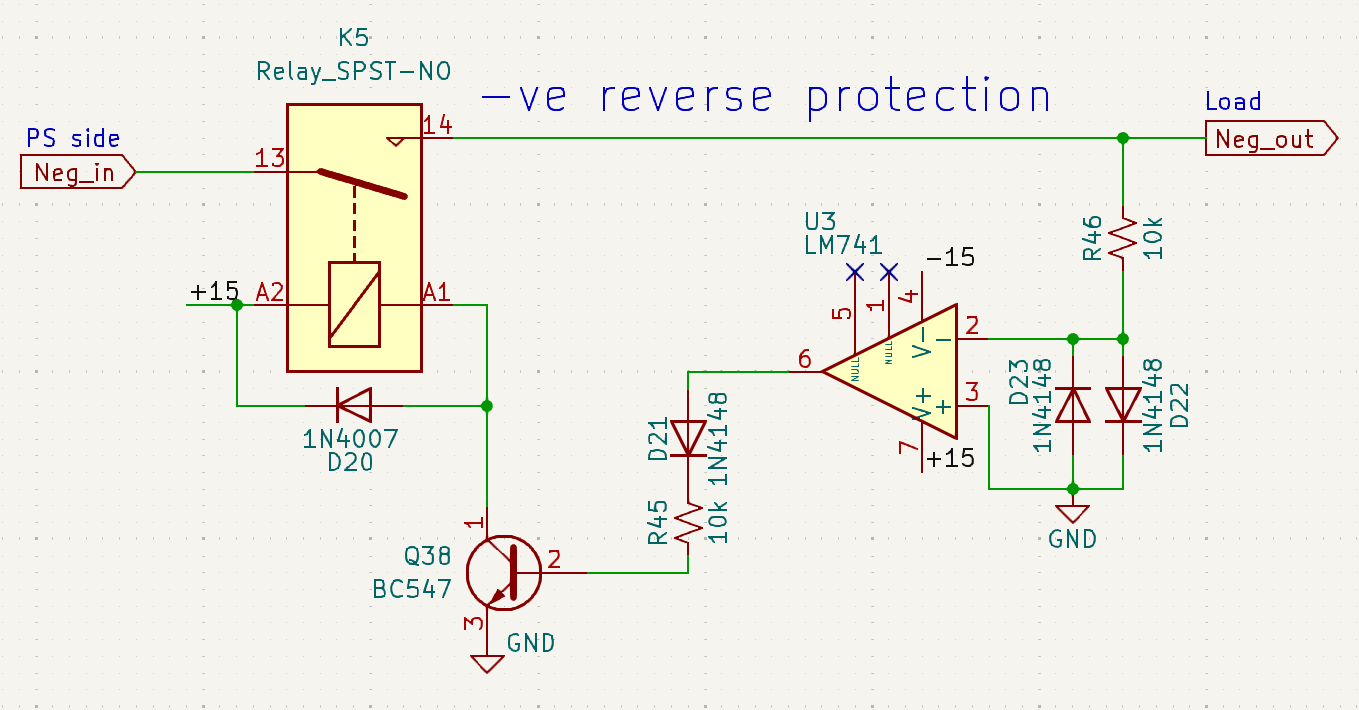 K5
Relay_SPST-NO
-ve reverse protection
PS side
Neg_in
13
14
Load
Neg_out
+15
A2
A1
1N4007
D20
U3
LM741
5
NULL
1
NULL
4
V-
-15
2
-
3
+
V+
7
+15
6
R46
10k
D23
1N4148
1N4148
D22
GND
D21
1N4148
R45
10k
1
Q38
BC547
2
3
GND